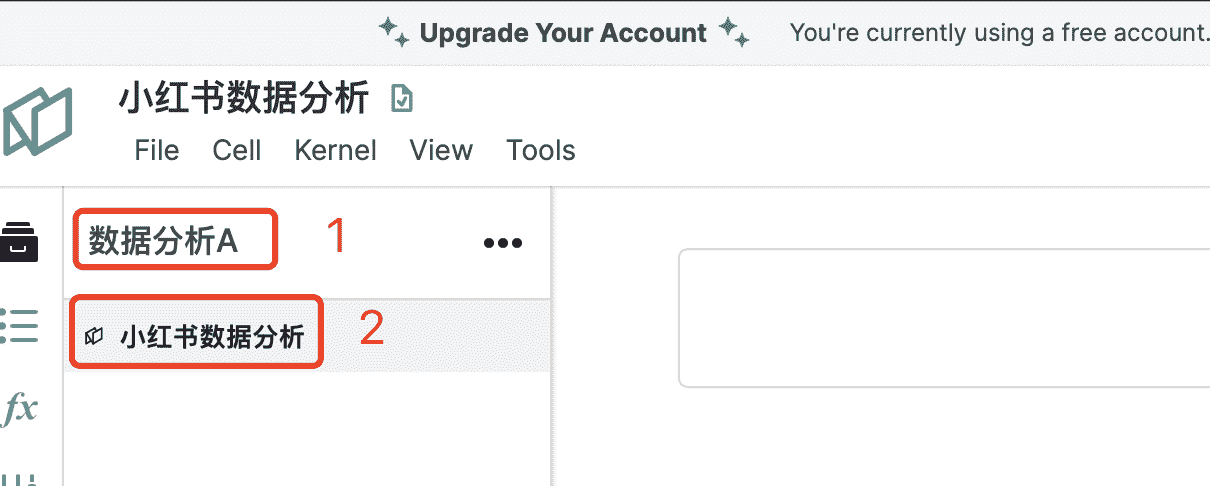 Upgrade Your Account You're currently using a free account.
小红书数据分析
File Cell Kernel View Tools
数据分析A 1
小红书数据分析 2
fx